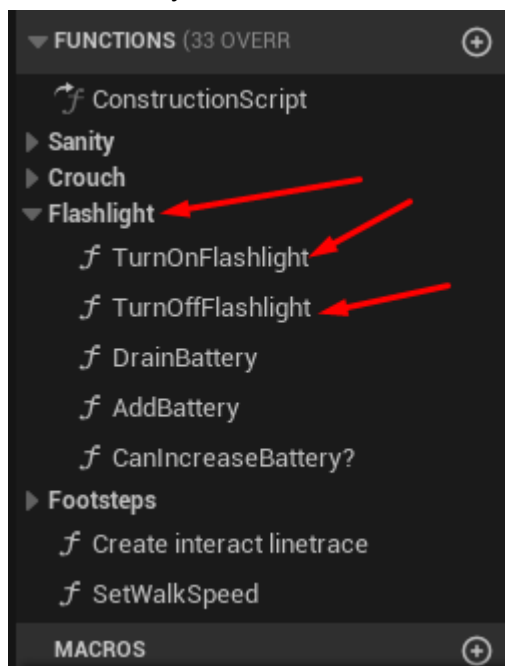 FUNCTIONS (33 OVERR
ConstructionScript
Sanity
Crouch
Flashlight
f TurnOnFlashlight
f TurnOffFlashlight
f DrainBattery
f AddBattery
f CanIncreaseBattery?
Footsteps
f Create interact linetrace
f SetWalkSpeed
MACROS